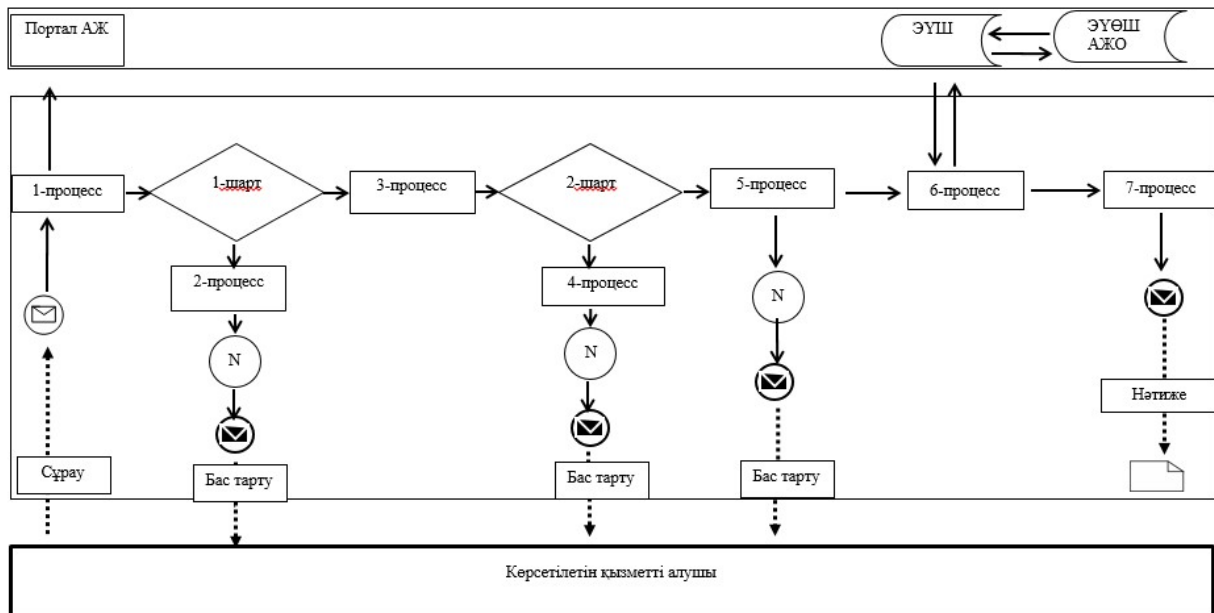 Портал АЖ
ЭҮШ
ЭҮӨШ
АЖО
1-процесс
1-шарт
3-процесс
2-шарт
5-процесс
6-процесс
7-процесс
2-процесс
4-процесс
N
N
N
Нәтиже
Сұрау
Бас тарту
Бас тарту
Бас тарту
Көрсетілетін қызметті алушы